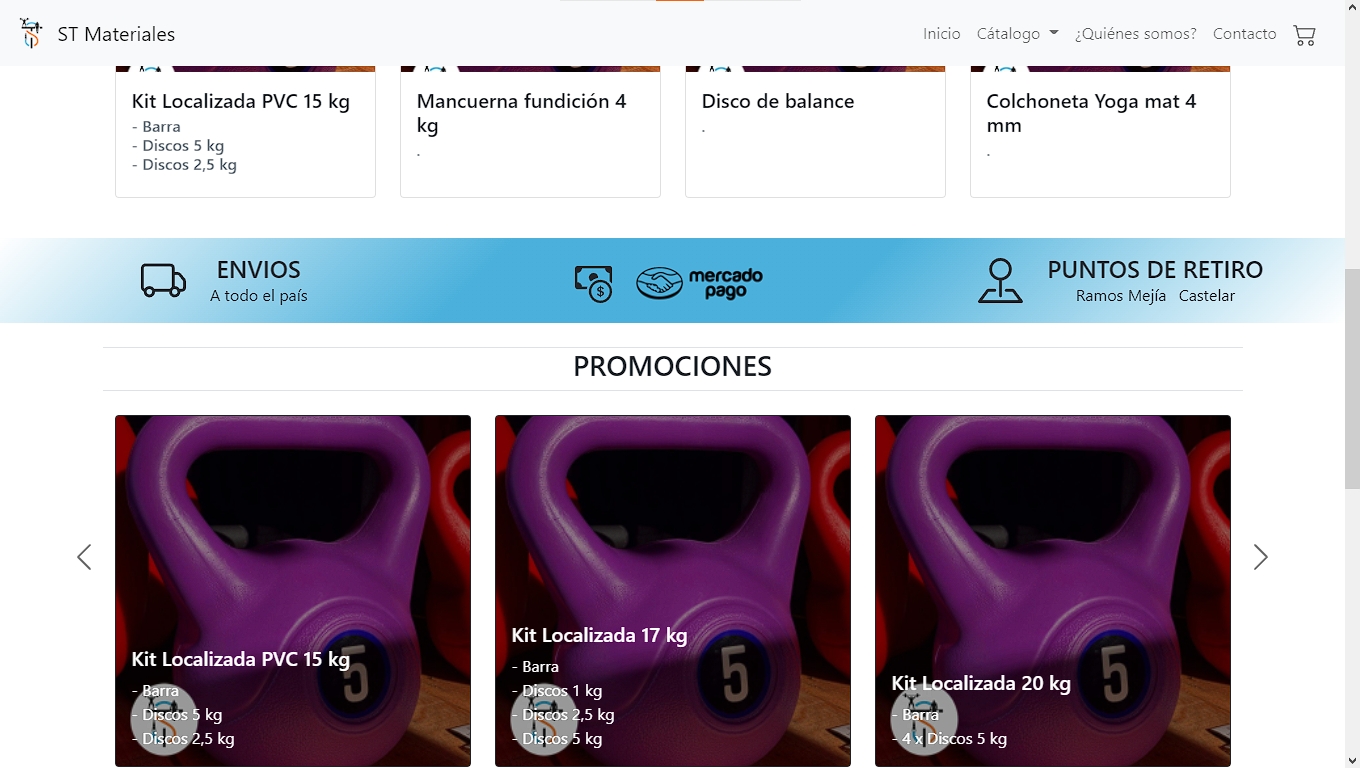 ST Materiales
Inicio Cátalogo ¿Quiénes somos? Contacto
Kit Localizada PVC 15 kg
- Barra
- Discos 5 kg
- Discos 2,5 kg
Mancuerna fundición 4
kg
.
Disco de balance
.
Colchoneta Yoga mat 4
mm
.
ENVIOS
A todo el país
$
mercado
pago
PUNTOS DE RETIRO
Ramos Mejía Castelar
PROMOCIONES
5
Kit Localizada PVC 15 kg
- Barra
- Discos 5 kg
- Discos 2,5 kg
5
Kit Localizada 17 kg
- Barra
- Discos 1 kg
- Discos 2,5 kg
- Discos 5 kg
5
Kit Localizada 20 kg
- Barra
- 4 x Discos 5 kg